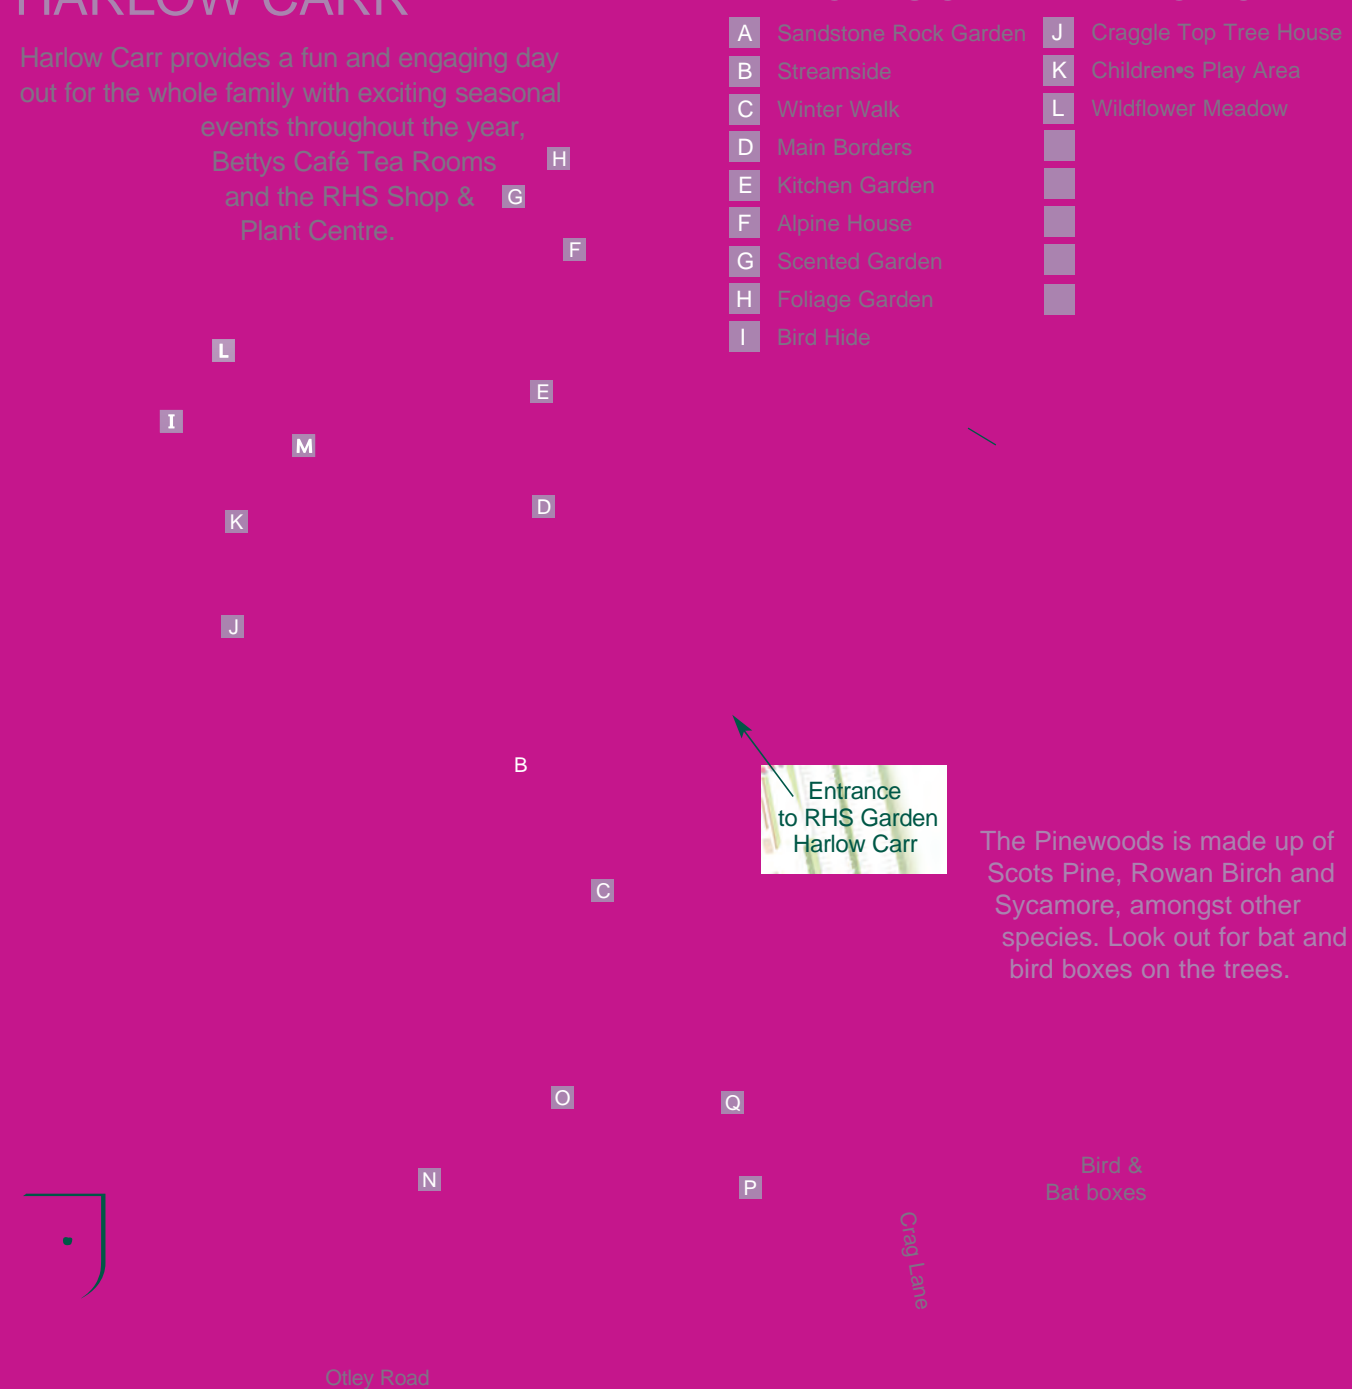 HARLOW CARR
Harlow Carr provides a fun and engaging day
out for the whole family with exciting seasonal
events throughout the year,
Bettys Café Tea Rooms
and the RHS Shop &
Plant Centre.
A Sandstone Rock Garden
B Streamside
C Winter Walk
D Main Borders
E Kitchen Garden
F Alpine House
G Scented Garden
H Foliage Garden
I Bird Hide
J Craggle Top Tree House
K Children•s Play Area
L Wildflower Meadow
H
G
F
L
E
I
M
D
K
J
B
Entrance
to RHS Garden
Harlow Carr
The Pinewoods is made up of
Scots Pine, Rowan Birch and
Sycamore, amongst other
species. Look out for bat and
bird boxes on the trees.
C
O
Q
N
P
Bird &
Bat boxes
Crag Lane
Otley Road